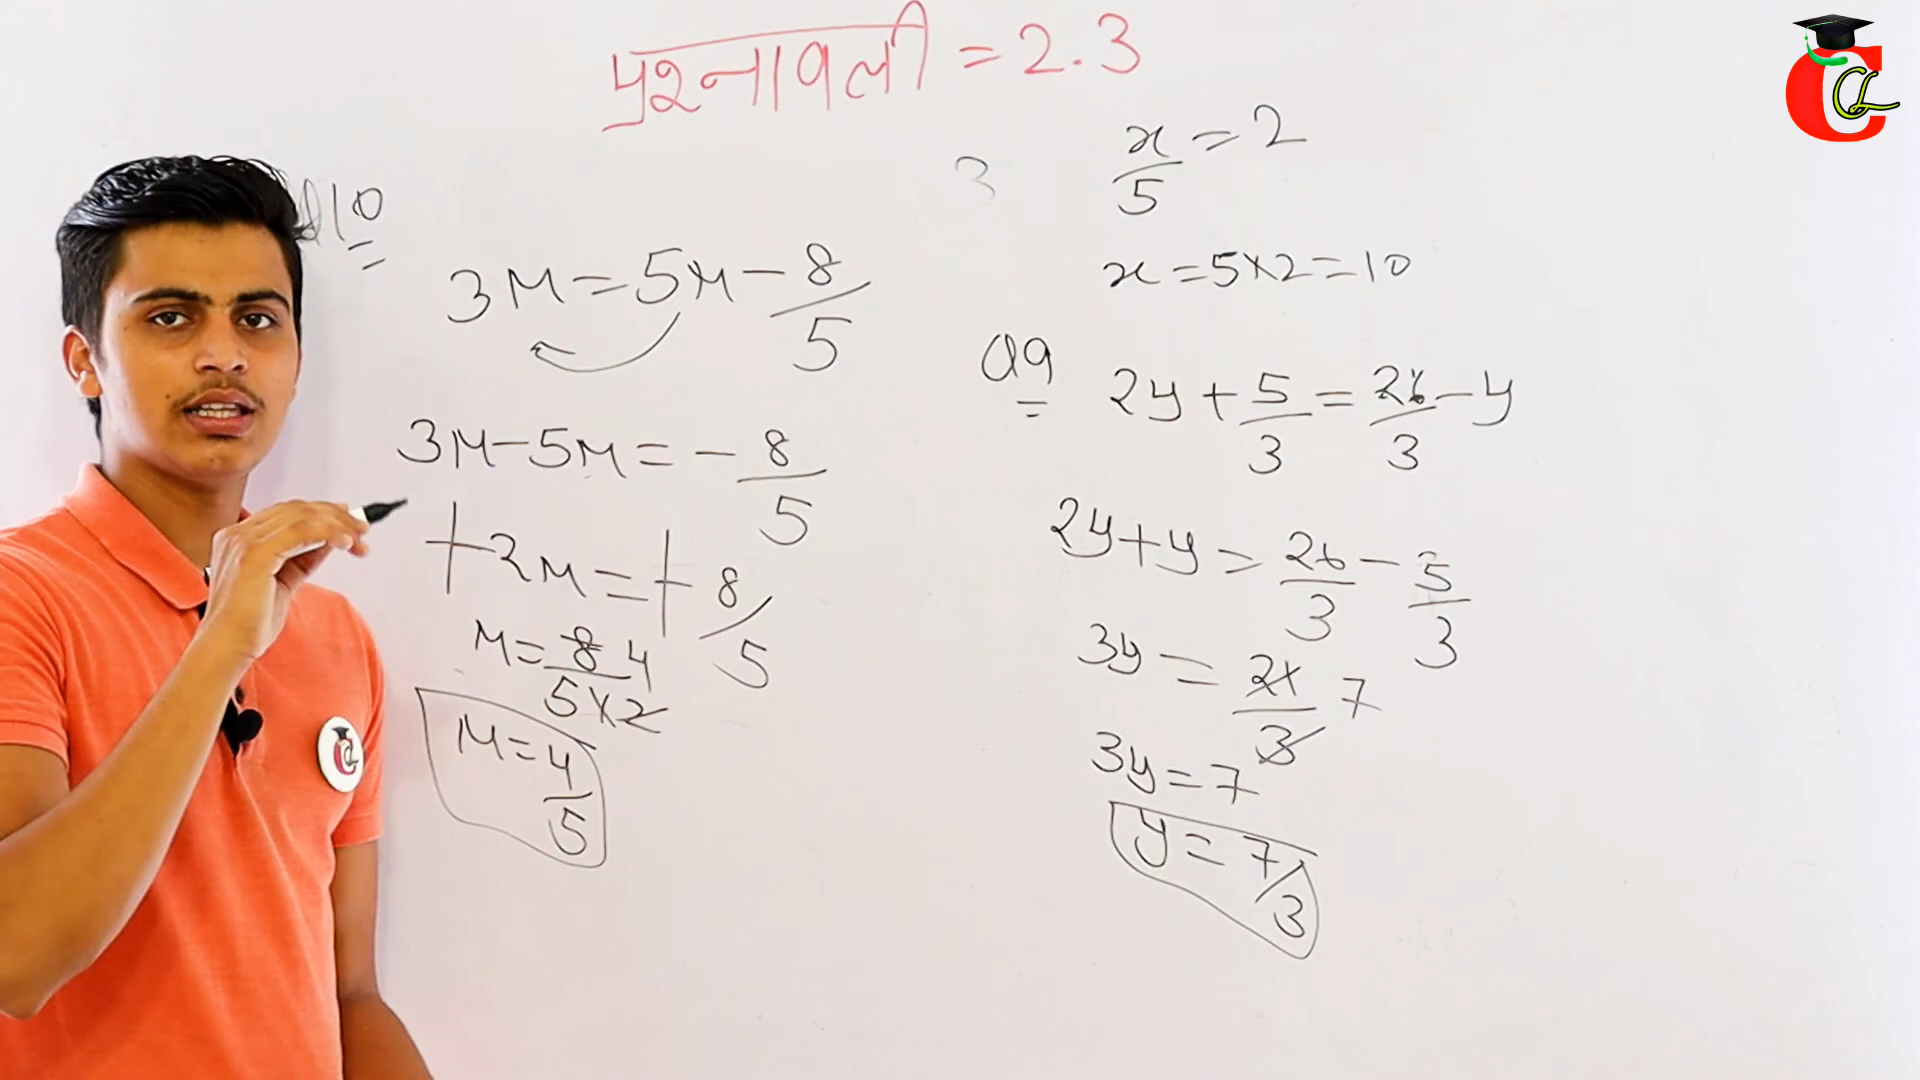 प्रश्नावली = 2.3
Q10
3m = 5m - 8/5
3m - 5m = - 8/5
- 2m = - 8/5
m = 8 4 / 5×2
m = 4/5
3
x/5 = 2
x = 5×2 = 10
Q9
2y + 5/3 = 26/3 - y
2y + y = 26/3 - 5/3
3y = 21/3 7
3y = 7
y = 7/3